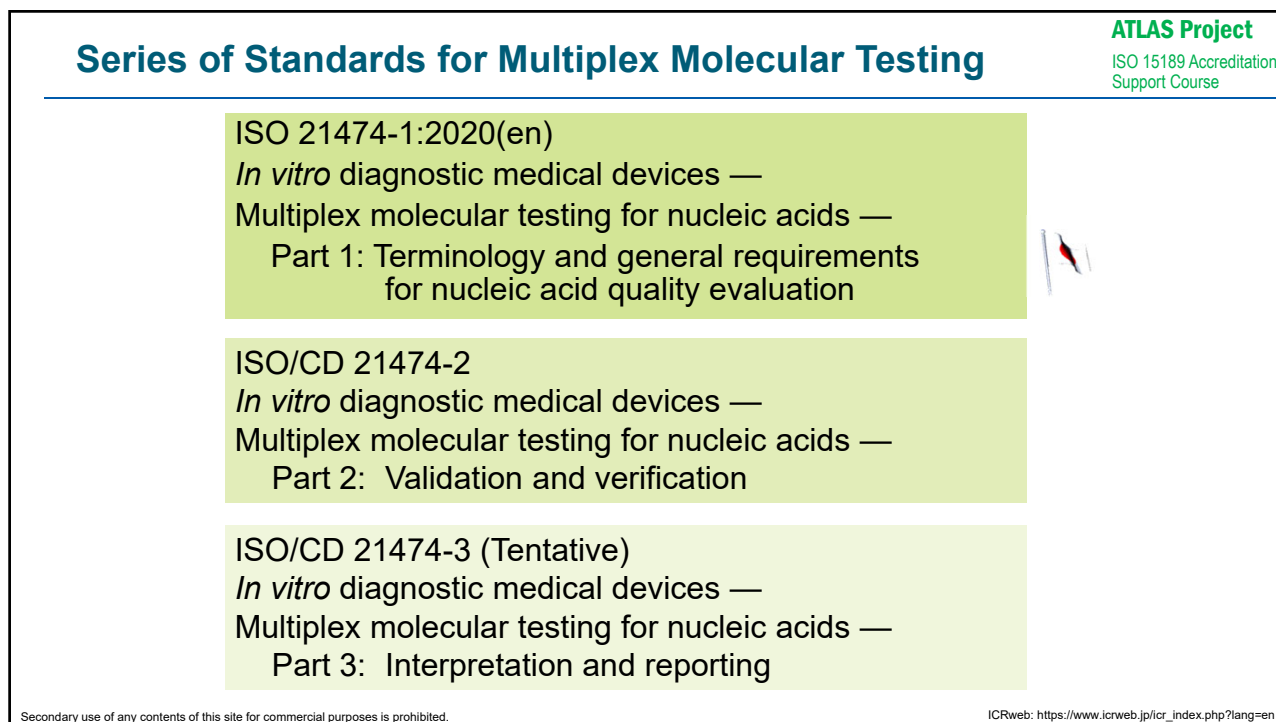 Series of Standards for Multiplex Molecular Testing
ATLAS Project
ISO 15189 Accreditation
Support Course
ISO 21474-1:2020(en)
In vitro diagnostic medical devices —
Multiplex molecular testing for nucleic acids —
Part 1: Terminology and general requirements
for nucleic acid quality evaluation
ISO/CD 21474-2
In vitro diagnostic medical devices —
Multiplex molecular testing for nucleic acids —
Part 2: Validation and verification
ISO/CD 21474-3 (Tentative)
In vitro diagnostic medical devices —
Multiplex molecular testing for nucleic acids —
Part 3: Interpretation and reporting
Secondary use of any contents of this site for commercial purposes is prohibited.
ICRweb: https://www.icrweb.jp/icr_index.php?lang=en